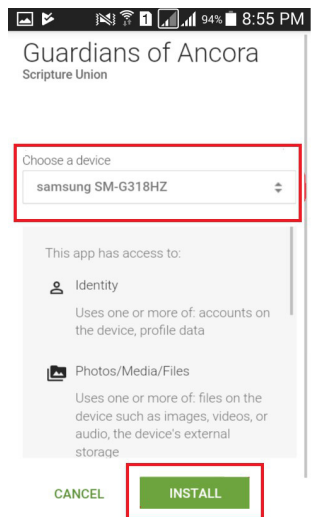 1 94% 8:55 PM
Guardians of Ancora
Scripture Union
Choose a device
samsung SM-G318HZ
This app has access to:
Identity
Uses one or more of: accounts on
the device, profile data
Photos/Media/Files
Uses one or more of: files on the
device such as images, videos, or
audio, the device's external
storage
CANCEL INSTALL